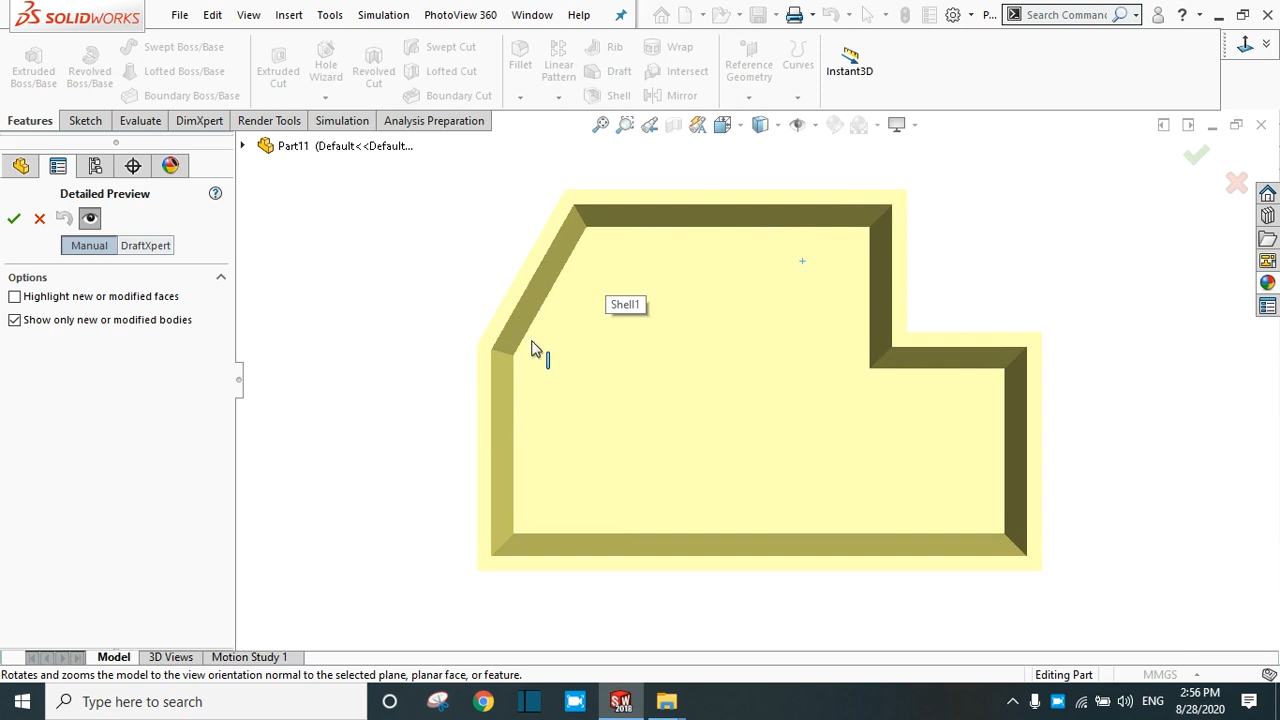 SOLIDWORKS File Edit View Insert Tools Simulation PhotoView 360 Window Help P... Search Comman ?
Extruded Boss/Base Revolved Boss/Base Swept Boss/Base Lofted Boss/Base Boundary Boss/Base Extruded Cut Hole Wizard Revolved Cut Swept Cut Lofted Cut Boundary Cut Fillet Linear Pattern Rib Draft Shell Wrap Intersect Mirror Reference Geometry Curves Instant3D
Features Sketch Evaluate DimXpert Render Tools Simulation Analysis Preparation
Part11 (Default<<Default...
Detailed Preview ?
Manual DraftXpert
Options
Highlight new or modified faces
Show only new or modified bodies
Shell1
Model 3D Views Motion Study 1
Rotates and zooms the model to the view orientation normal to the selected plane, planar face, or feature. Editing Part MMGS
Type here to search SW 2018 ENG 2:56 PM
8/28/2020